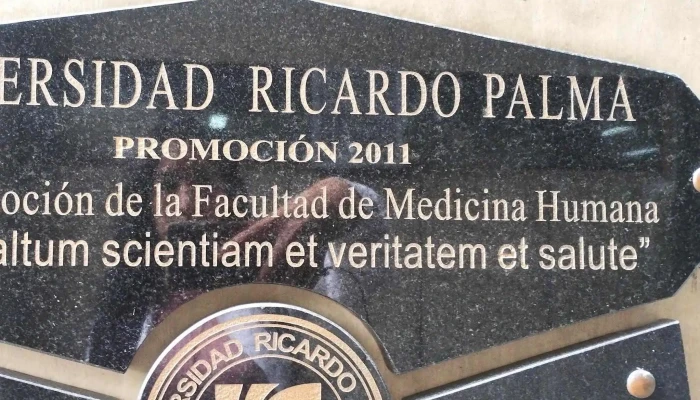 ERSIDAD RICARDO PALMA
PROMOCIÓN 2011
oción de la Facultad de Medicina Humana
altum scientiam et veritatem et salute”
RSIDAD RICARDO